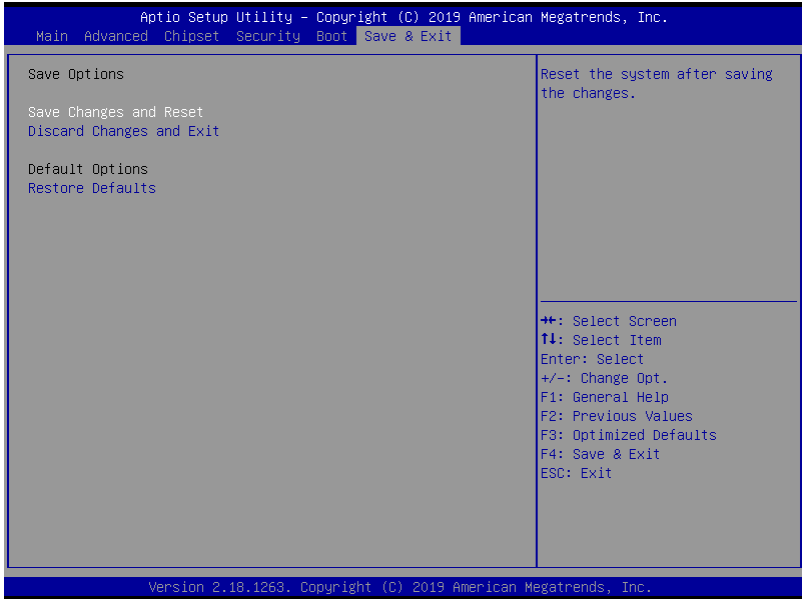 Aptio Setup Utility – Copyright (C) 2019 American Megatrends, Inc.
Main Advanced Chipset Security Boot Save & Exit
Save Options
Save Changes and Reset
Discard Changes and Exit
Default Options
Restore Defaults
Reset the system after saving
the changes.
→←: Select Screen
↑↓: Select Item
Enter: Select
+/-: Change Opt.
F1: General Help
F2: Previous Values
F3: Optimized Defaults
F4: Save & Exit
ESC: Exit
Version 2.18.1263. Copyright (C) 2019 American Megatrends, Inc.